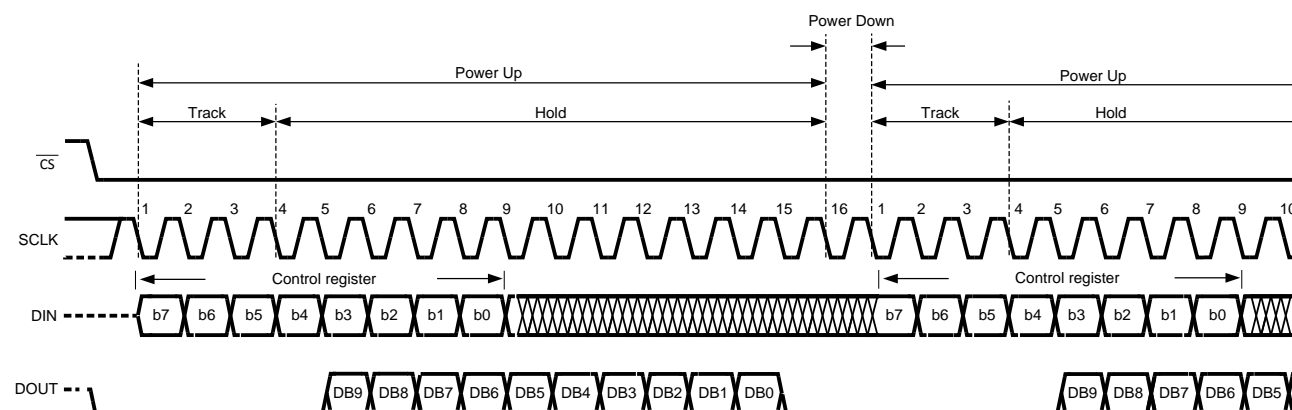 Power Down
Power Up
Power Up
Track
Hold
Track
Hold
CS
1 2 3 4 5 6 7 8 9 10 11 12 13 14 15 16 1 2 3 4 5 6 7 8 9 10
SCLK
Control register
Control register
DIN
b7 b6 b5 b4 b3 b2 b1 b0 b7 b6 b5 b4 b3 b2 b1 b0
DOUT
DB9 DB8 DB7 DB6 DB5 DB4 DB3 DB2 DB1 DB0 DB9 DB8 DB7 DB6 DB5